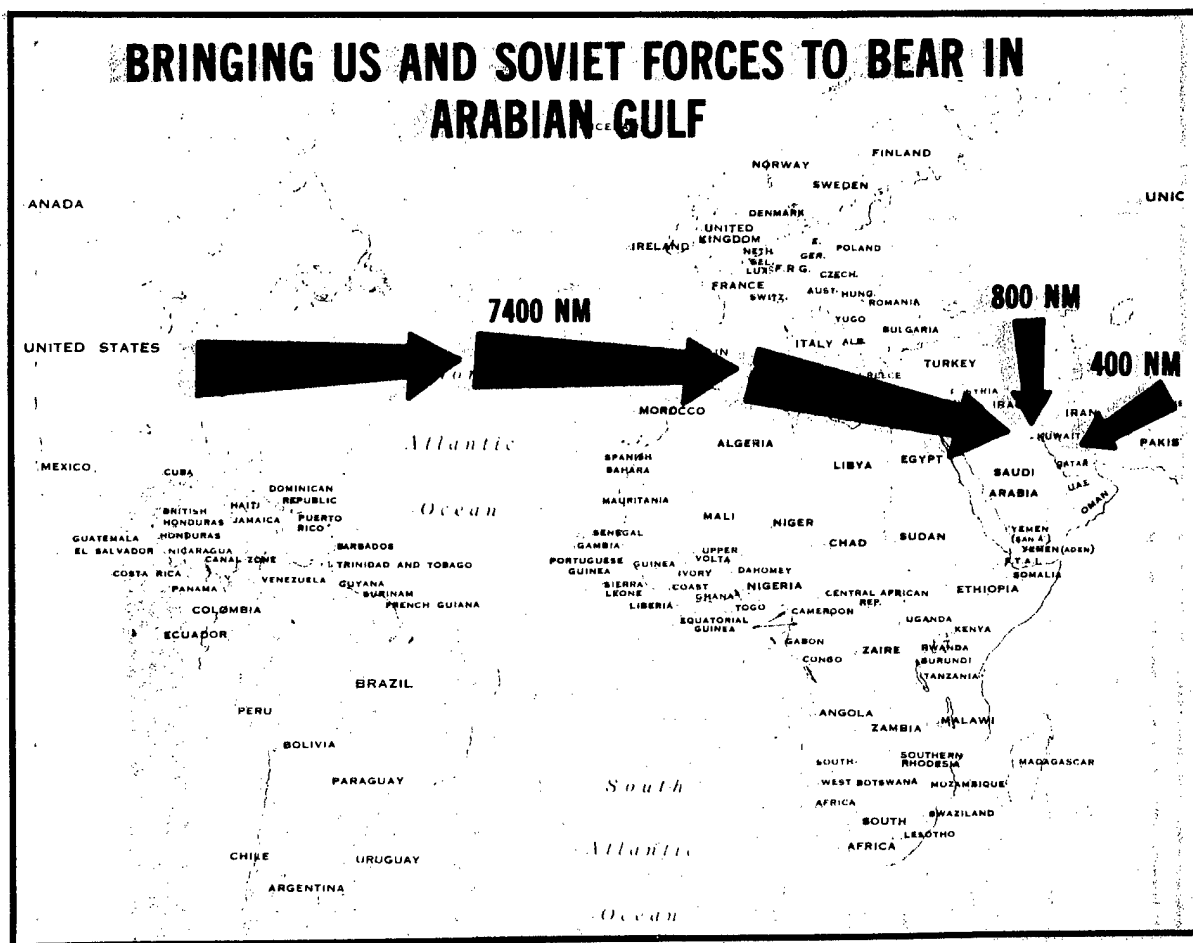 BRINGING US AND SOVIET FORCES TO BEAR IN
ARABIAN GULF
NORWAY
FINLAND
SWEDEN
ANADA
UNIC
DENMARK
UNITED
KINGDOM
IRELAND
NETH
BEL.
LUX
F.R.G.
E.
GER.
POLAND
CZECH.
FRANCE
SWITZ.
AUST.
HUNG.
ROMANIA
YUGO
BULGARIA
ITALY
ALB.
TURKEY
7400 NM
800 NM
400 NM
UNITED STATES
IRAN
KUWAIT
PAKIS
MOROCCO
ALGERIA
LIBYA
EGYPT
SAUDI
ARABIA
QATAR
UAE
OMAN
Atlantic
Ocean
SPANISH
SAHARA
MAURITANIA
MEXICO
CUBA
DOMINICAN
REPUBLIC
HAITI
JAMAICA
PUERTO
RICO
BRITISH
HONDURAS
HONDURAS
GUATEMALA
EL SALVADOR
NICARAGUA
CANAL ZONE
COSTA RICA
PANAMA
BARBADOS
TRINIDAD AND TOBAGO
VENEZUELA
GUYANA
SURINAM
FRENCH GUIANA
COLOMBIA
ECUADOR
MALI
NIGER
CHAD
SUDAN
YEMEN
(SAN'A)
YEMEN (ADEN)
F.T.A.I.
SOMALIA
ETHIOPIA
SENEGAL
GAMBIA
PORTUGUESE
GUINEA
GUINEA
SIERRA
LEONE
LIBERIA
IVORY
COAST
UPPER
VOLTA
GHANA
TOGO
DAHOMEY
NIGERIA
EQUATORIAL
GUINEA
CAMEROON
CENTRAL AFRICAN
REP.
GABON
CONGO
ZAIRE
UGANDA
KENYA
RWANDA
BURUNDI
TANZANIA
BRAZIL
PERU
BOLIVIA
PARAGUAY
CHILE
URUGUAY
ARGENTINA
ANGOLA
ZAMBIA
MALAWI
SOUTHERN
RHODESIA
MADAGASCAR
SOUTH
WEST
AFRICA
BOTSWANA
MOZAMBIQUE
SWAZILAND
LESOTHO
SOUTH
AFRICA
South
Atlantic
Ocean